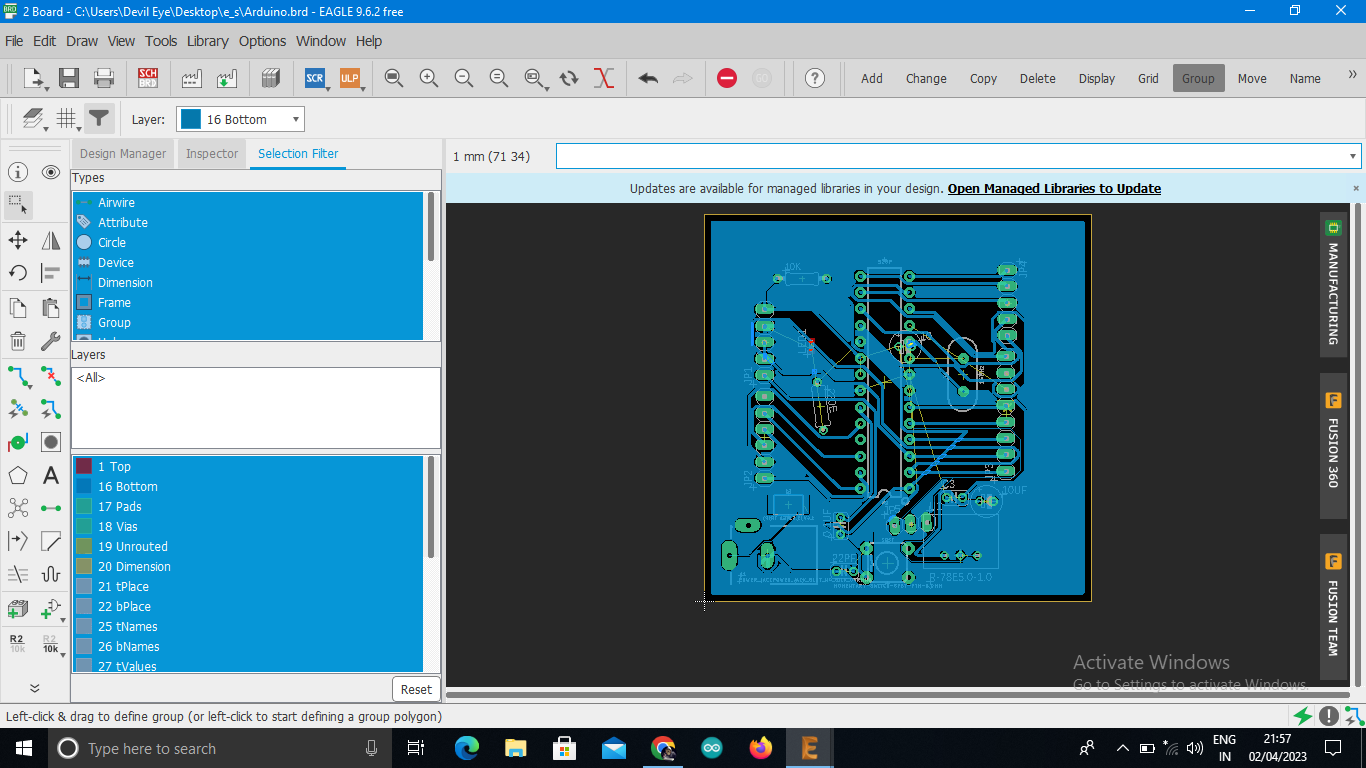 2 Board - C:\Users\Devil Eye\Desktop\e_s\Arduino.brd - EAGLE 9.6.2 free
File Edit Draw View Tools Library Options Window Help
SCH BRD SCR ULP GO Add Change Copy Delete Display Grid Group Move Name
Layer: 16 Bottom
Design Manager Inspector Selection Filter
1 mm (71 34)
Types
Updates are available for managed libraries in your design. Open Managed Libraries to Update
Airwire
Attribute
Circle
Device
Dimension
Frame
Group
Layers
<All>
1 Top
16 Bottom
17 Pads
18 Vias
19 Unrouted
20 Dimension
21 tPlace
22 bPlace
25 tNames
26 bNames
27 tValues
Reset
R2 10k R2 10k
10K
JP4
LED1
JP1
JP2
JP3
C3
10UF
R-78E5.0-1.0
MANUFACTURING
FUSION 360
FUSION TEAM
Activate Windows
Go to Settings to activate Windows.
Left-click & drag to define group (or left-click to start defining a group polygon)
Type here to search
ENG
IN
21:57
02/04/2023